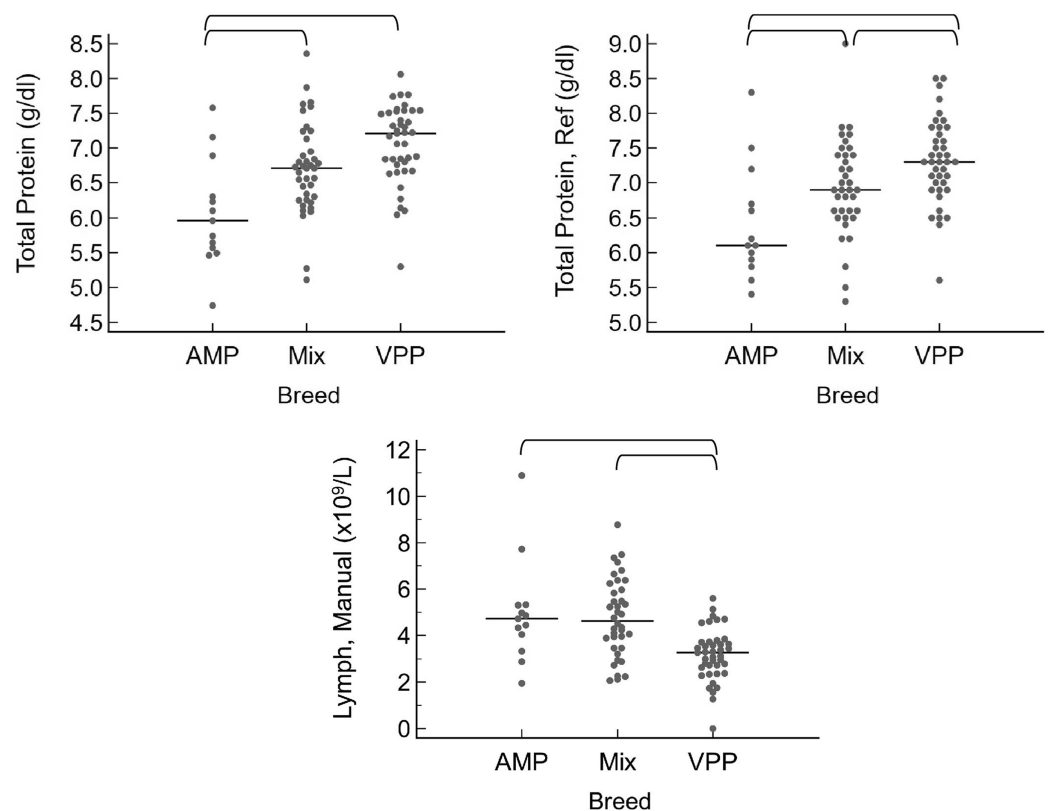 Total Protein (g/dl)
8.5
8.0
7.5
7.0
6.5
6.0
5.5
5.0
4.5
AMP Mix VPP
Breed
Total Protein, Ref (g/dl)
9.0
8.5
8.0
7.5
7.0
6.5
6.0
5.5
5.0
AMP Mix VPP
Breed
Lymph, Manual (x10⁹/L)
12
10
8
6
4
2
0
AMP Mix VPP
Breed